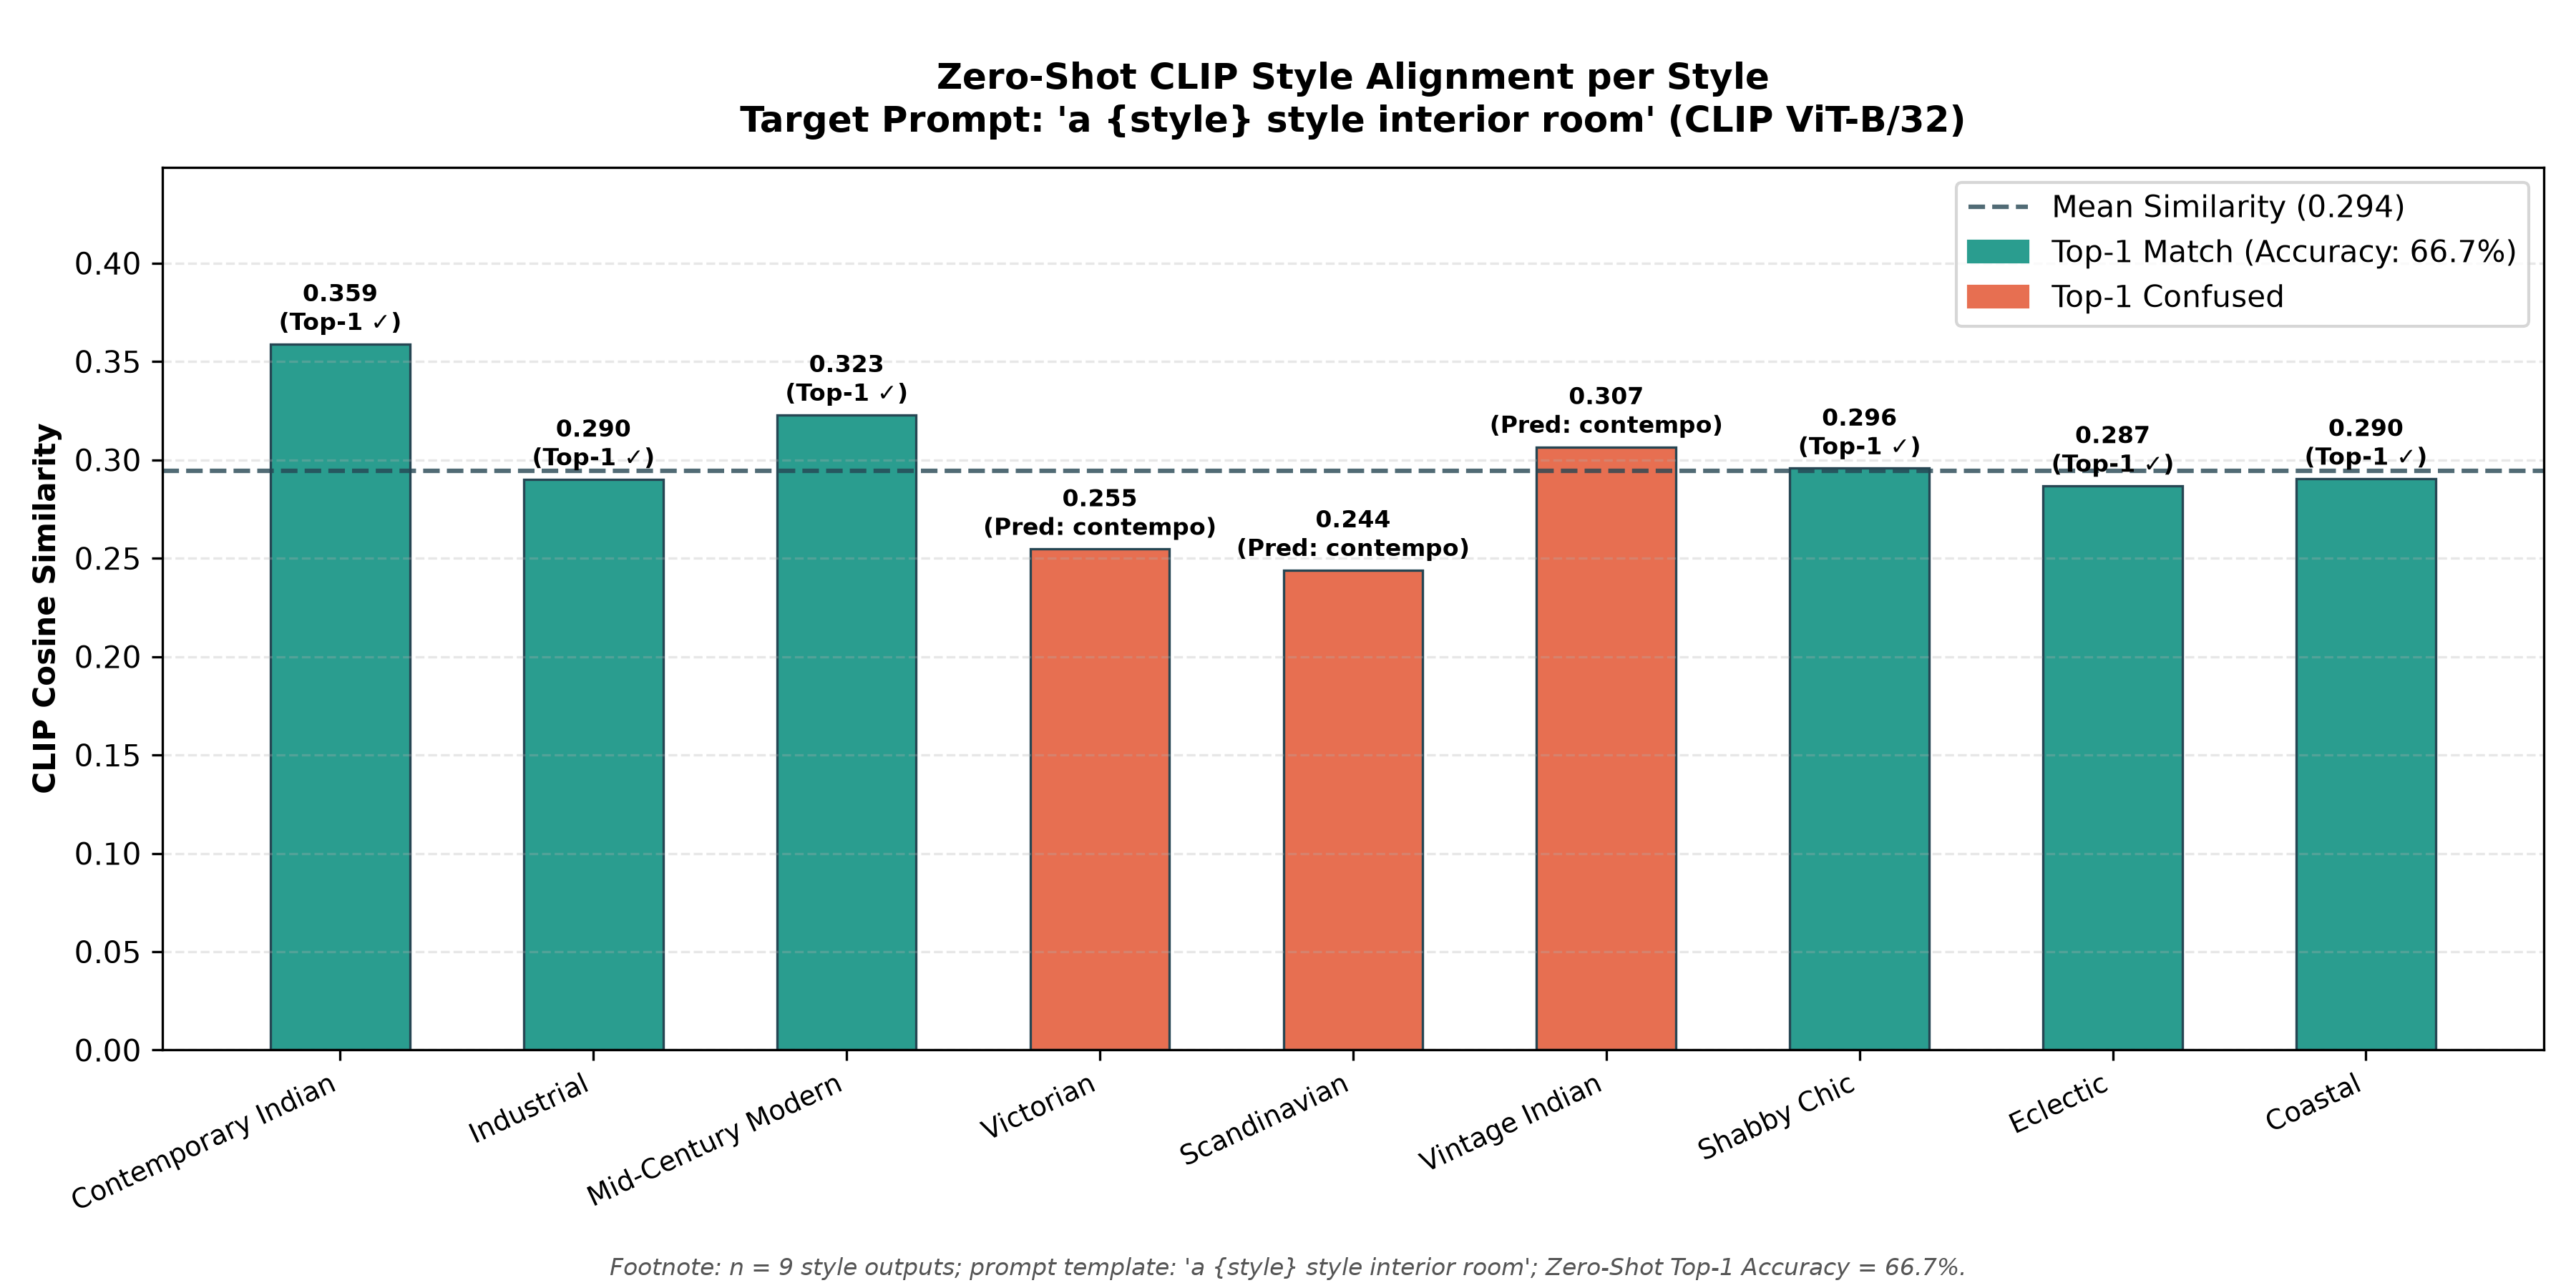 Zero-Shot CLIP Style Alignment per Style
Target Prompt: 'a {style} style interior room' (CLIP ViT-B/32)
Mean Similarity (0.294)
Top-1 Match (Accuracy: 66.7%)
Top-1 Confused
CLIP Cosine Similarity
0.40
0.35
0.30
0.25
0.20
0.15
0.10
0.05
0.00
0.359
(Top-1 ✓)
0.290
(Top-1 ✓)
0.323
(Top-1 ✓)
0.255
(Pred: contempo)
0.244
(Pred: contempo)
0.307
(Pred: contempo)
0.296
(Top-1 ✓)
0.287
(Top-1 ✓)
0.290
(Top-1 ✓)
Contemporary Indian
Industrial
Mid-Century Modern
Victorian
Scandinavian
Vintage Indian
Shabby Chic
Eclectic
Coastal
Footnote: n = 9 style outputs; prompt template: 'a {style} style interior room'; Zero-Shot Top-1 Accuracy = 66.7%.